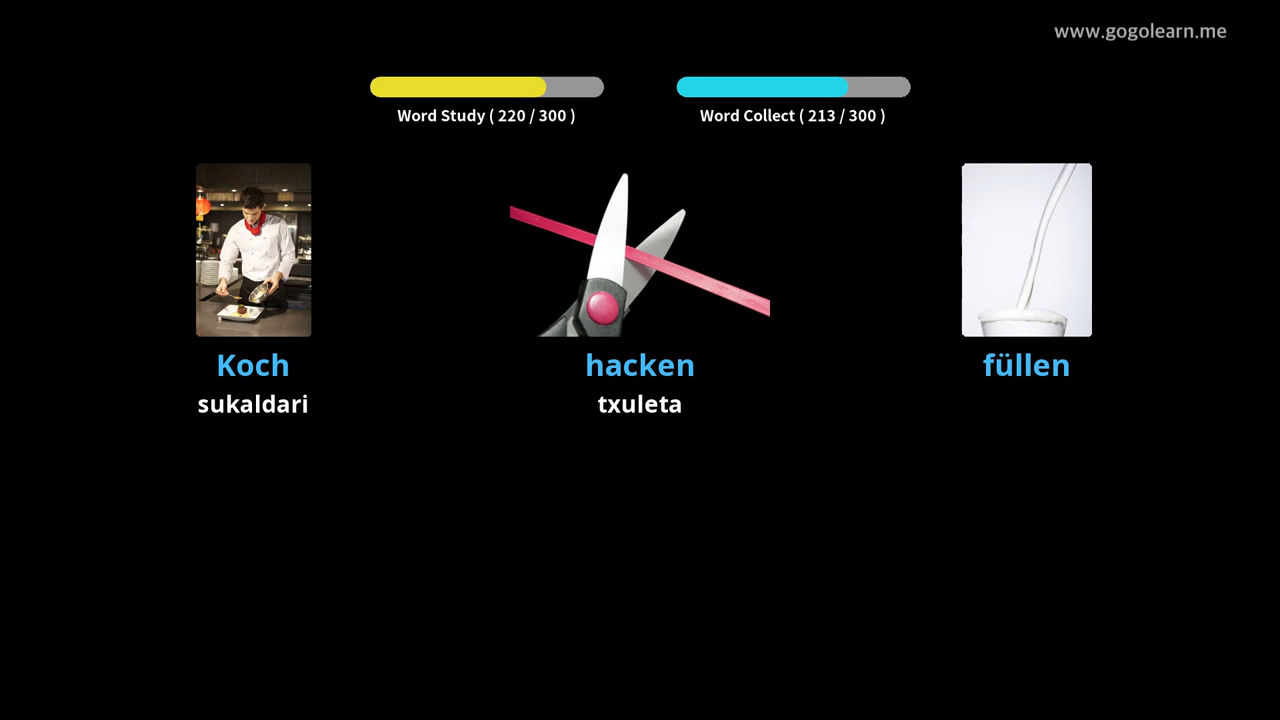 www.gogolearn.me
Word Study ( 220 / 300 )
Word Collect ( 213 / 300 )
Koch
hacken
füllen
sukaldari
txuleta